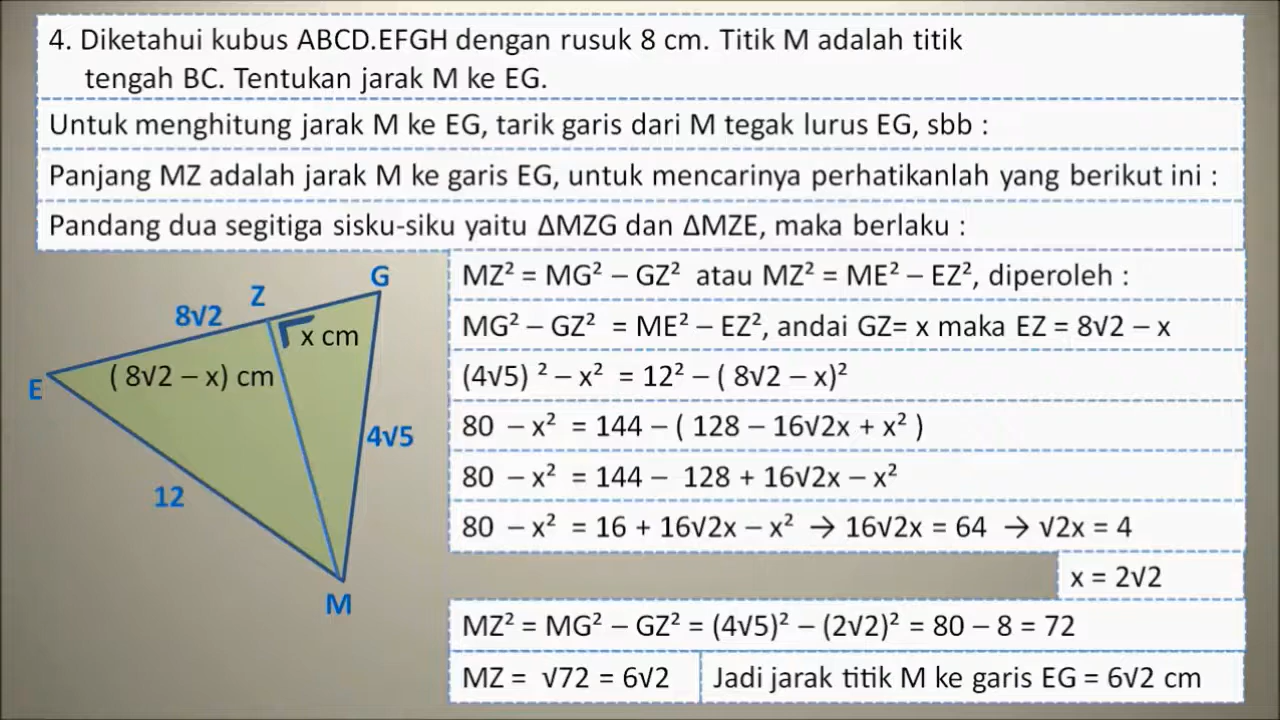 4. Diketahui kubus ABCD.EFGH dengan rusuk 8 cm. Titik M adalah titik
tengah BC. Tentukan jarak M ke EG.
Untuk menghitung jarak M ke EG, tarik garis dari M tegak lurus EG, sbb :
Panjang MZ adalah jarak M ke garis EG, untuk mencarinya perhatikanlah yang berikut ini :
Pandang dua segitiga sisku-siku yaitu ΔMZG dan ΔMZE, maka berlaku :
G
Z
8√2
x cm
E
( 8√2 – x) cm
4√5
12
M
MZ² = MG² – GZ² atau MZ² = ME² – EZ², diperoleh :
MG² – GZ² = ME² – EZ², andai GZ= x maka EZ = 8√2 – x
(4√5) ² – x² = 12² – ( 8√2 – x)²
80 – x² = 144 – ( 128 – 16√2x + x² )
80 – x² = 144 – 128 + 16√2x – x²
80 – x² = 16 + 16√2x – x² → 16√2x = 64 → √2x = 4
x = 2√2
MZ² = MG² – GZ² = (4√5)² – (2√2)² = 80 – 8 = 72
MZ = √72 = 6√2
Jadi jarak titik M ke garis EG = 6√2 cm